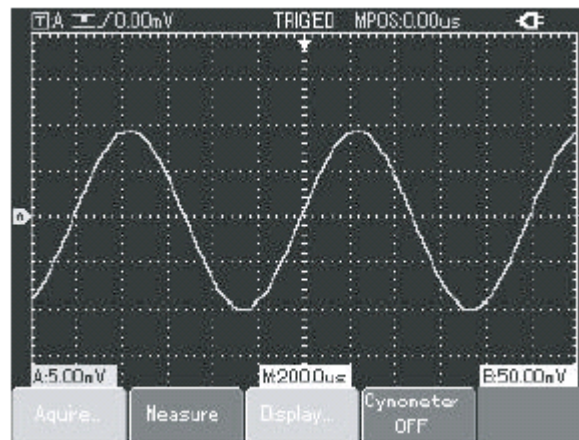 T A /0.00mV TRIGED MPOS:0.00us
A
A:5.00mV M:200.0us B:50.00mV
Aquire... Measure Display... Cymometer
OFF